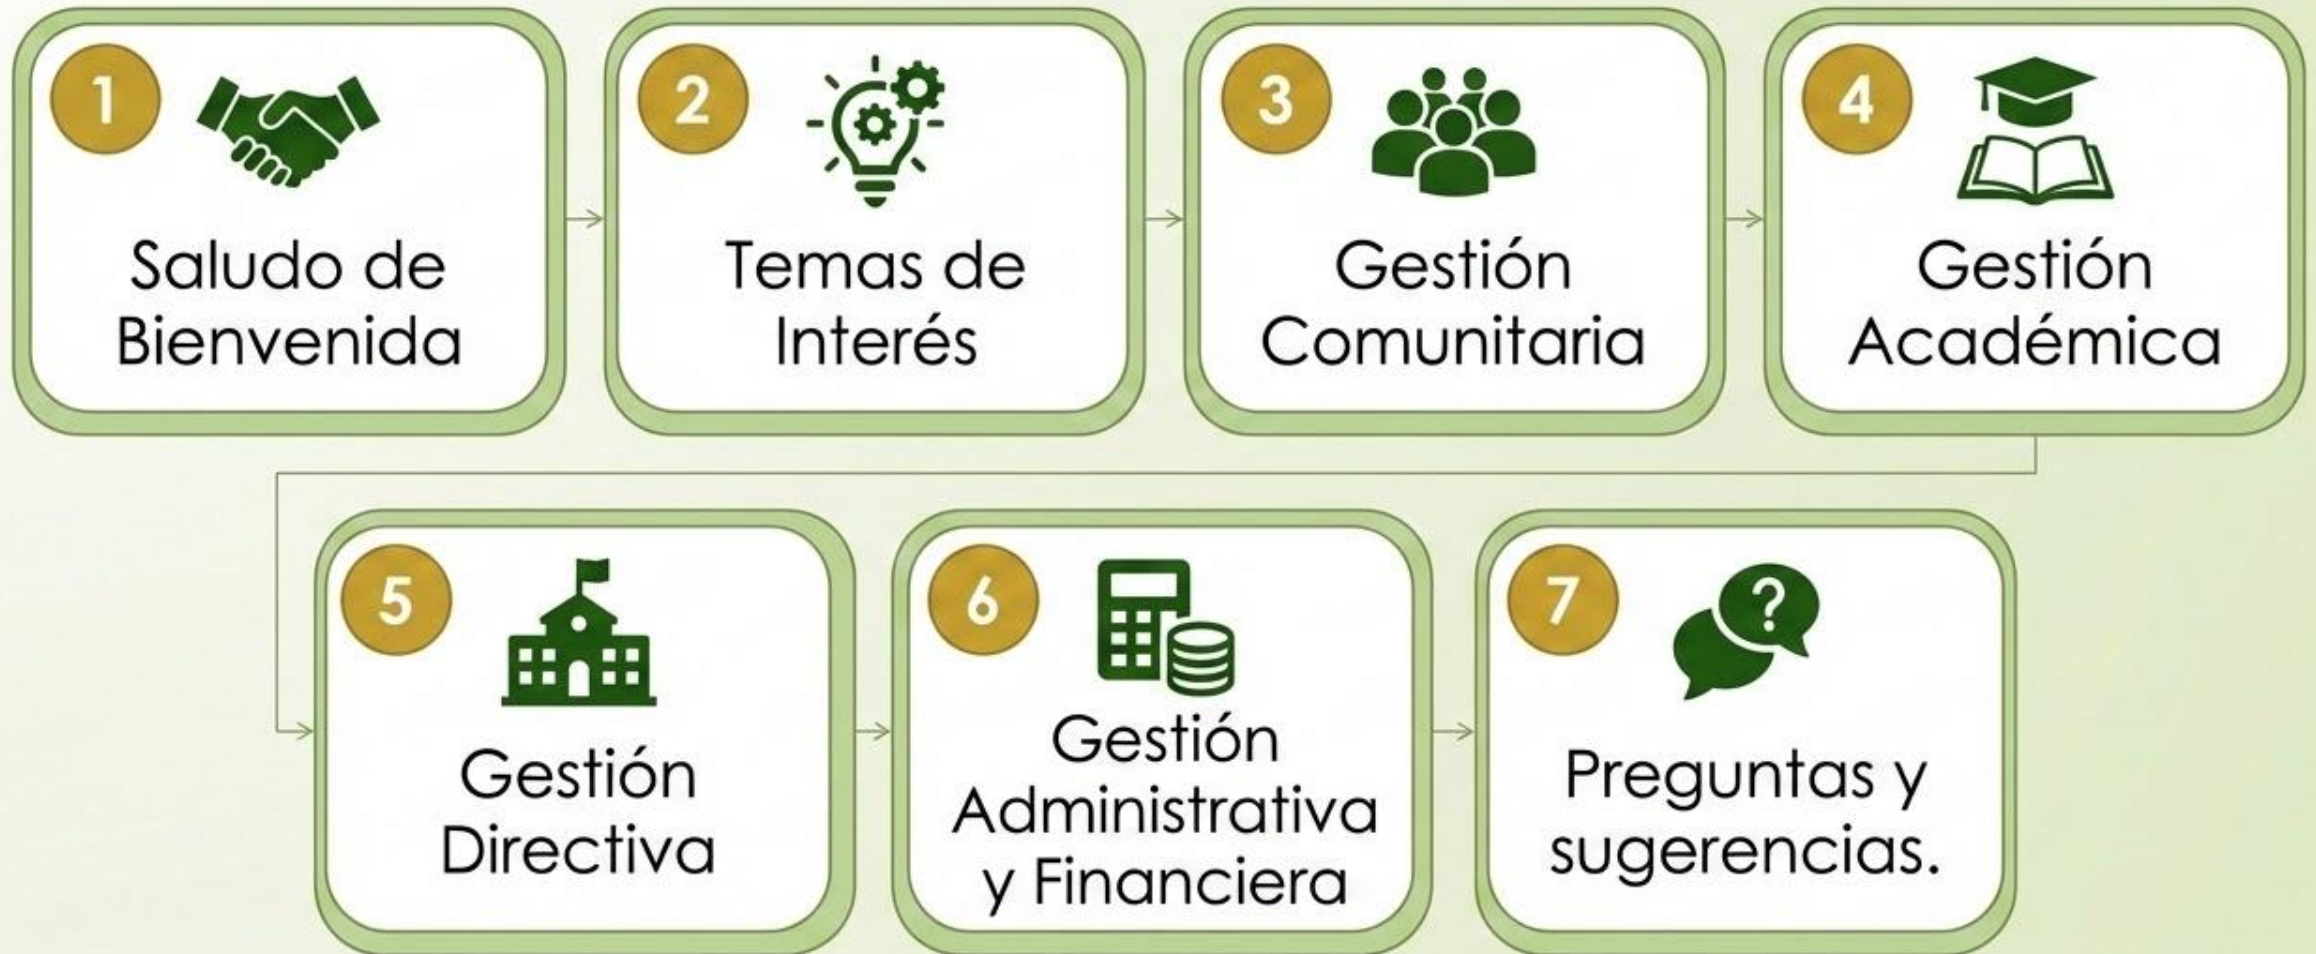 1
Saludo de
Bienvenida
2
Temas de
Interés
3
Gestión
Comunitaria
4
Gestión
Académica
5
Gestión
Directiva
6
Gestión
Administrativa
y Financiera
7
?
Preguntas y
sugerencias.